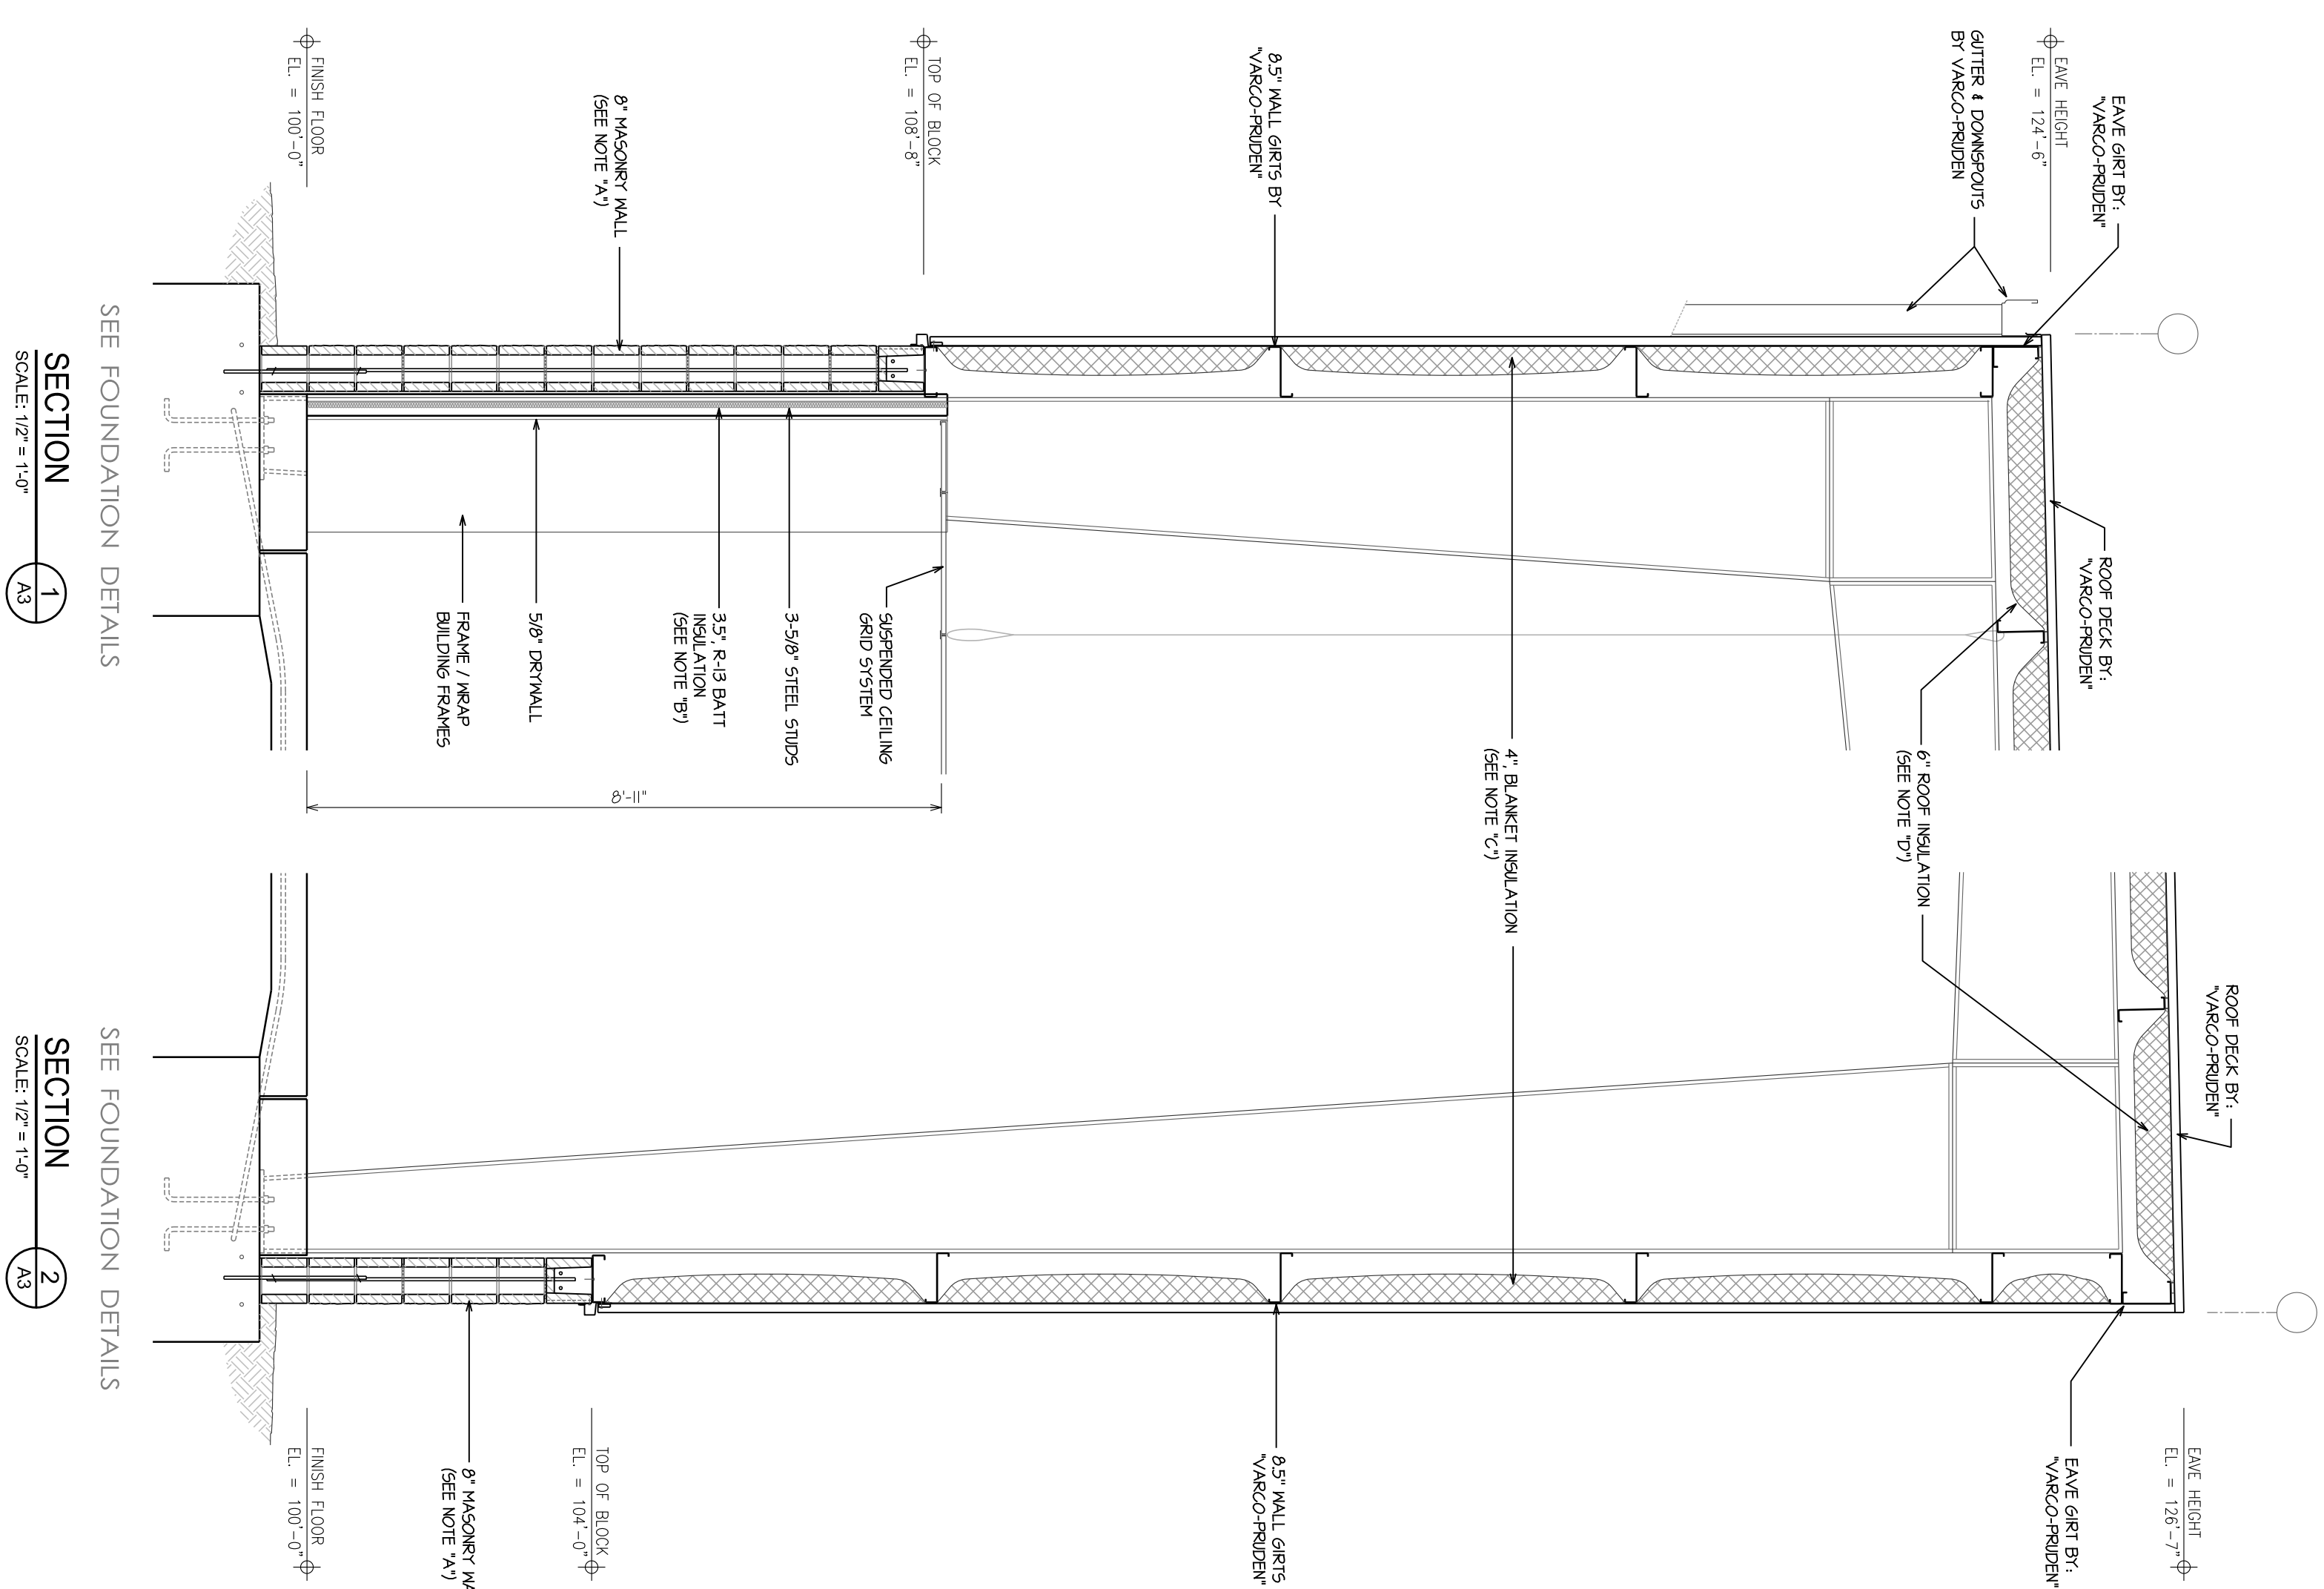 EAVE GIRT BY:
"VARCO-PRUDEN"
EAVE HEIGHT
EL. = 124'-6"
GUTTER & DOWNSPOUTS
BY VARCO-PRUDEN
ROOF DECK BY:
"VARCO-PRUDEN"
6" ROOF INSULATION
(SEE NOTE "D")
4", BLANKET INSULATION
(SEE NOTE "C")
8.5" WALL GIRTS BY
"VARCO-PRUDEN"
TOP OF BLOCK
EL. = 108'-8"
SUSPENDED CEILING
GRID SYSTEM
3-5/8" STEEL STUDS
3.5", R-13 BATT
INSULATION
(SEE NOTE "B")
8'-11"
8" MASONRY WALL
(SEE NOTE "A")
5/8" DRYWALL
FRAME / WRAP
BUILDING FRAMES
FINISH FLOOR
EL. = 100'-0"
SEE FOUNDATION DETAILS
SECTION
SCALE: 1/2" = 1'-0"
1
A3
ROOF DECK BY:
"VARCO-PRUDEN"
EAVE HEIGHT
EL. = 126'-7"
EAVE GIRT BY:
"VARCO-PRUDEN"
8.5" WALL GIRTS
"VARCO-PRUDEN"
TOP OF BLOCK
EL. = 104'-0"
8" MASONRY WA
(SEE NOTE "A")
FINISH FLOOR
EL. = 100'-0"
SEE FOUNDATION DETAILS
SECTION
SCALE: 1/2" = 1'-0"
2
A3